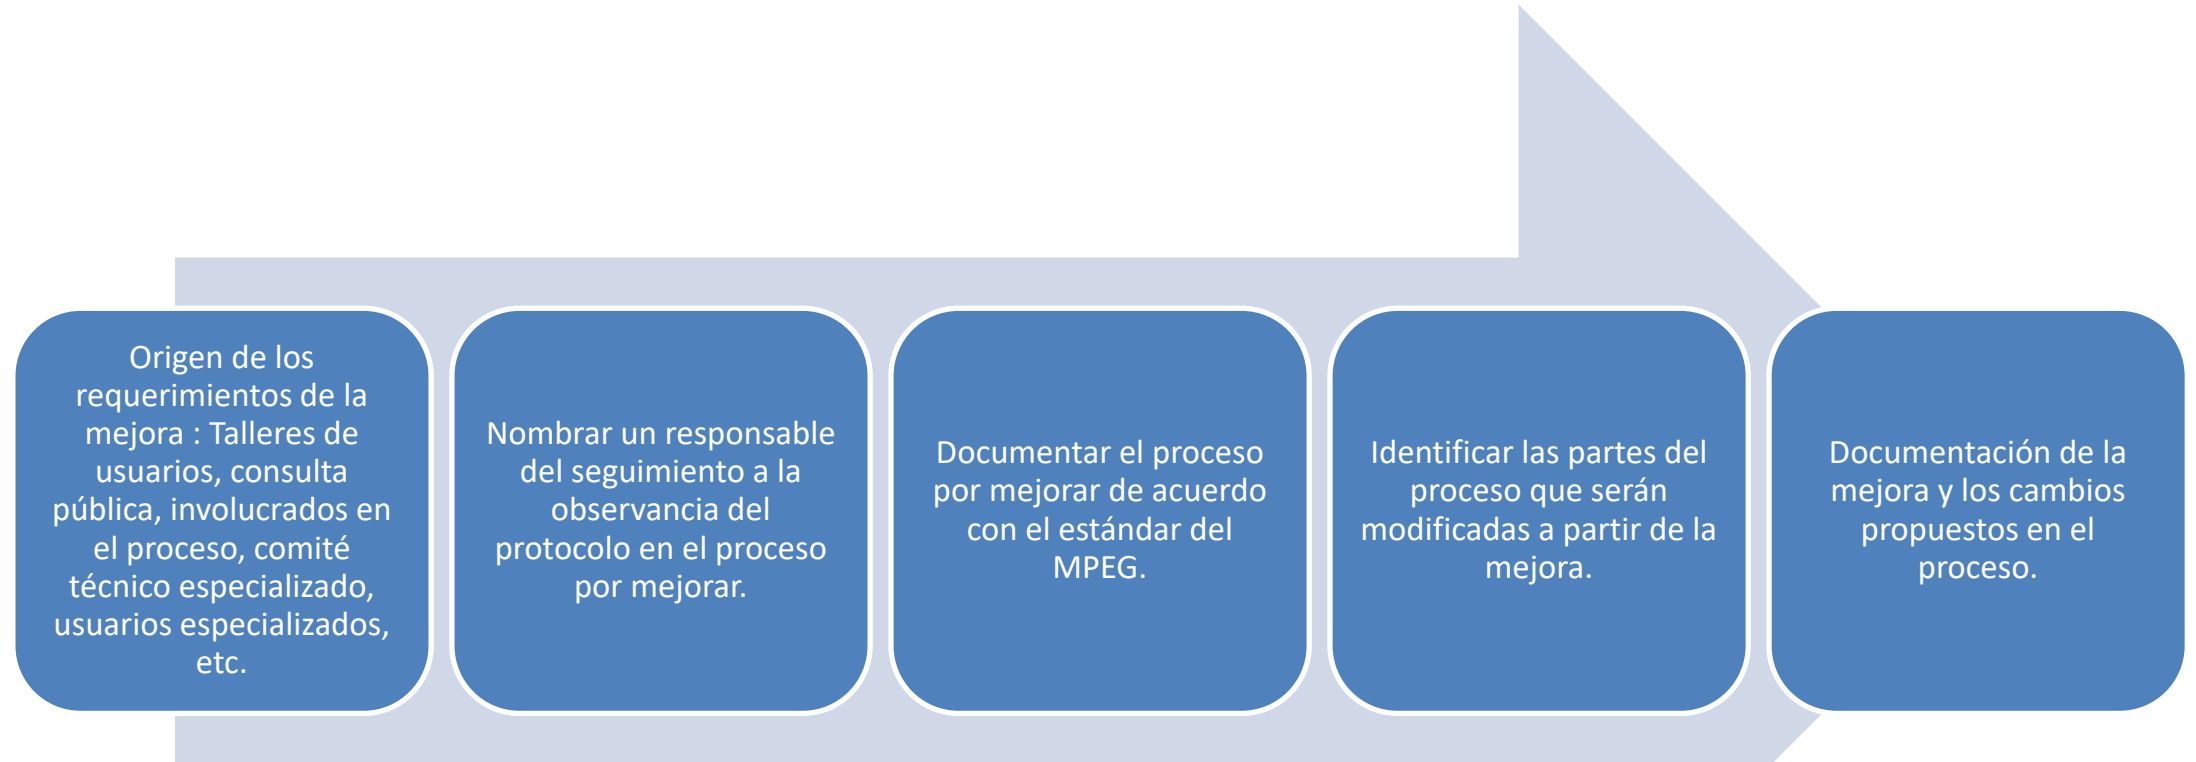 Origen de los
requerimientos de la
mejora : Talleres de
usuarios, consulta
pública, involucrados en
el proceso, comité
técnico especializado,
usuarios especializados,
etc.
Nombrar un responsable
del seguimiento a la
observancia del
protocolo en el proceso
por mejorar.
Documentar el proceso
por mejorar de acuerdo
con el estándar del
MPEG.
Identificar las partes del
proceso que serán
modificadas a partir de la
mejora.
Documentación de la
mejora y los cambios
propuestos en el
proceso.